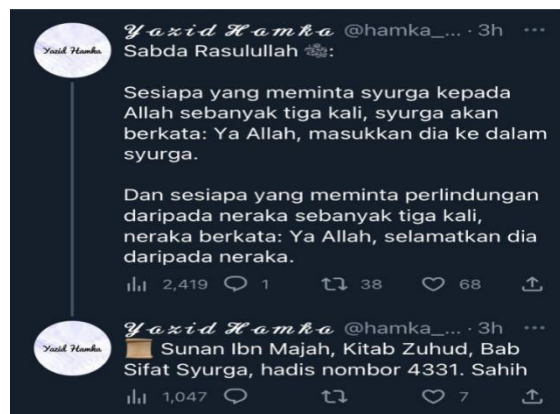 Yazid Hamka @hamka_... · 3h ...
Yazid Hamka
Sabda Rasulullah ﷺ:
Sesiapa yang meminta syurga kepada
Allah sebanyak tiga kali, syurga akan
berkata: Ya Allah, masukkan dia ke dalam
syurga.
Dan sesiapa yang meminta perlindungan
daripada neraka sebanyak tiga kali,
neraka berkata: Ya Allah, selamatkan dia
daripada neraka.
2,419 1 38 68
Yazid Hamka @hamka_... · 3h ...
Yazid Hamka
📜 Sunan Ibn Majah, Kitab Zuhud, Bab
Sifat Syurga, hadis nombor 4331. Sahih
1,047 7